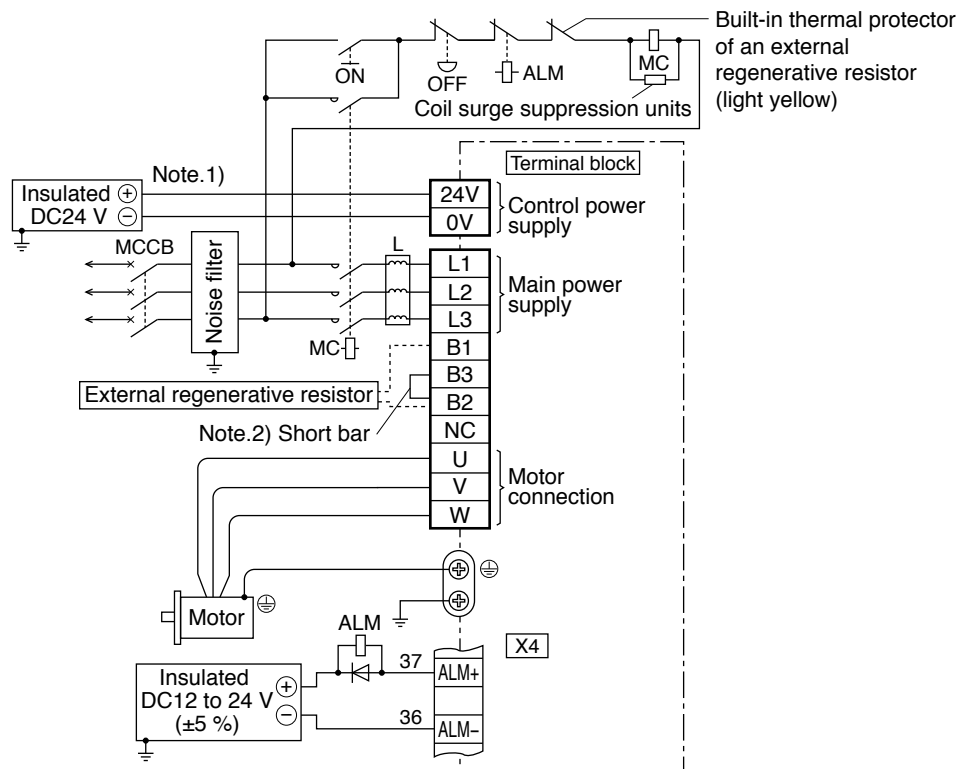 Built-in thermal protector
of an external
regenerative resistor
(light yellow)
ON
OFF
ALM
MC
Coil surge suppression units
Note.1)
Terminal block
Insulated
DC24 V
24V
0V
Control power
supply
MCCB
Noise filter
L
L1
L2
L3
Main power
supply
MC
B1
B3
B2
NC
External regenerative resistor
Note.2) Short bar
U
V
W
Motor
connection
Motor
ALM
X4
Insulated
DC12 to 24 V
(±5 %)
37
ALM+
36
ALM−